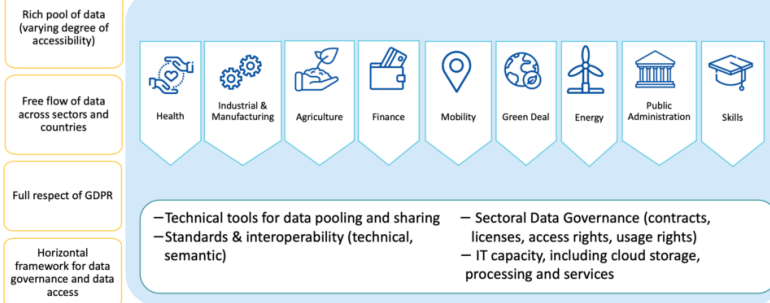 Rich pool of data
(varying degree of
accessibility)
Free flow of data
across sectors and
countries
Full respect of GDPR
Horizontal
framework for data
governance and data
access
Health
Industrial &
Manufacturing
Agriculture
Finance
Mobility
Green Deal
Energy
Public
Administration
Skills
—Technical tools for data pooling and sharing
—Standards & interoperability (technical,
semantic)
— Sectoral Data Governance (contracts,
licenses, access rights, usage rights)
— IT capacity, including cloud storage,
processing and services